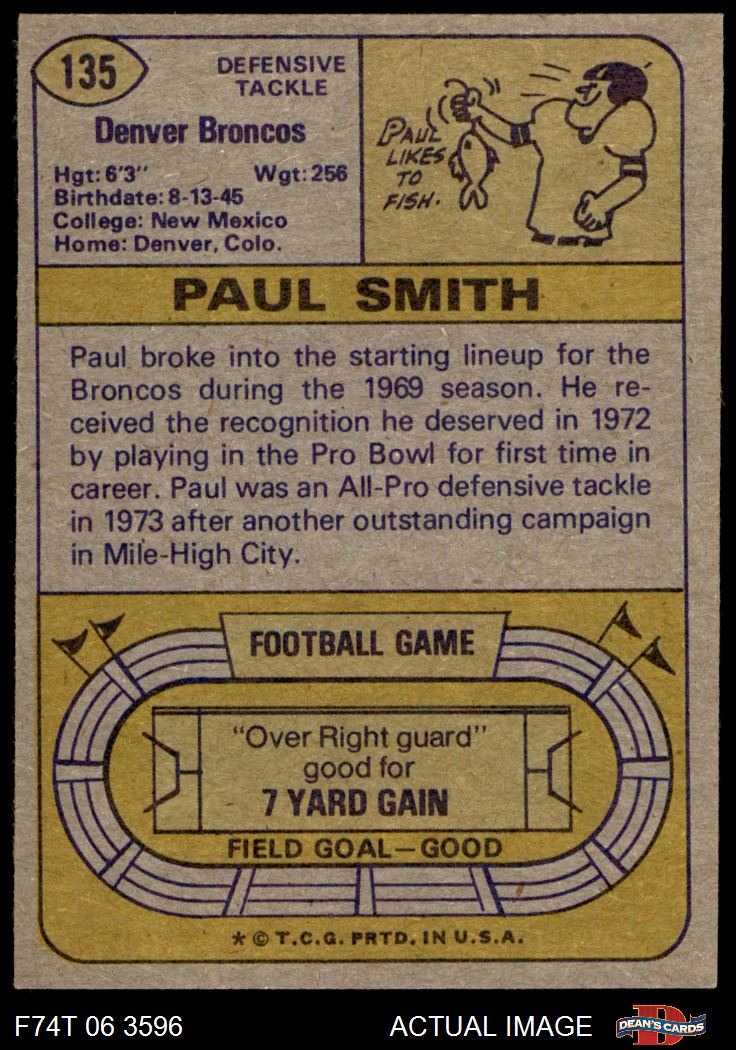 135
DEFENSIVE
TACKLE
Denver Broncos
Hgt: 6'3" Wgt: 256
Birthdate: 8-13-45
College: New Mexico
Home: Denver, Colo.
PAUL
LIKES
TO
FISH.
PAUL SMITH
Paul broke into the starting lineup for the
Broncos during the 1969 season. He re-
ceived the recognition he deserved in 1972
by playing in the Pro Bowl for first time in
career. Paul was an All-Pro defensive tackle
in 1973 after another outstanding campaign
in Mile-High City.
FOOTBALL GAME
"Over Right guard"
good for
7 YARD GAIN
FIELD GOAL—GOOD
* © T.C.G. PRTD. IN U.S.A.
F74T 06 3596 ACTUAL IMAGE
D
DEAN'S CARDS